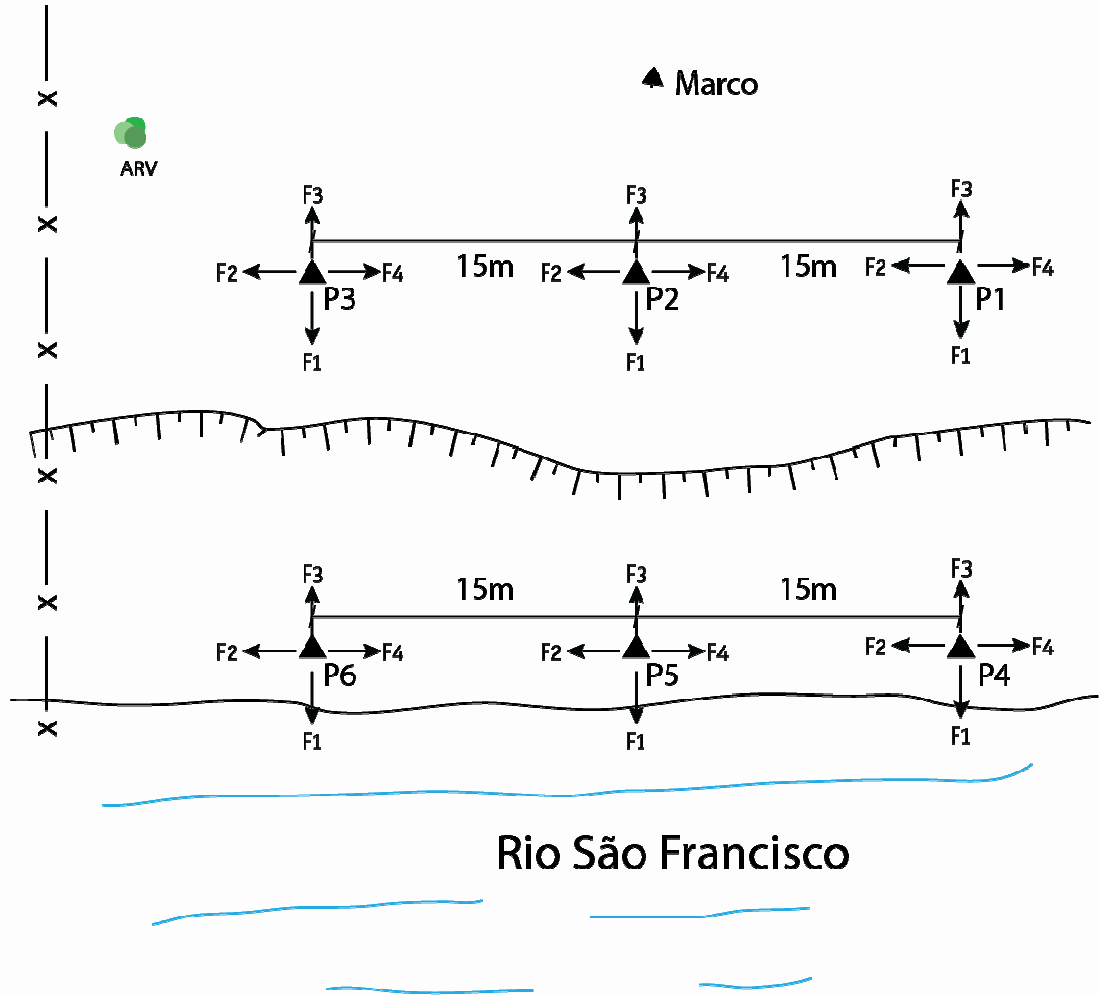 X
Marco
ARV
X
F3 F3 F3
15m 15m
F2 F4 F2 F4 F2 F4
P3 P2 P1
X
F1 F1 F1
X
F3 F3 F3
15m 15m
X
F2 F4 F2 F4 F2 F4
P6 P5 P4
X
F1 F1 F1
Rio São Francisco